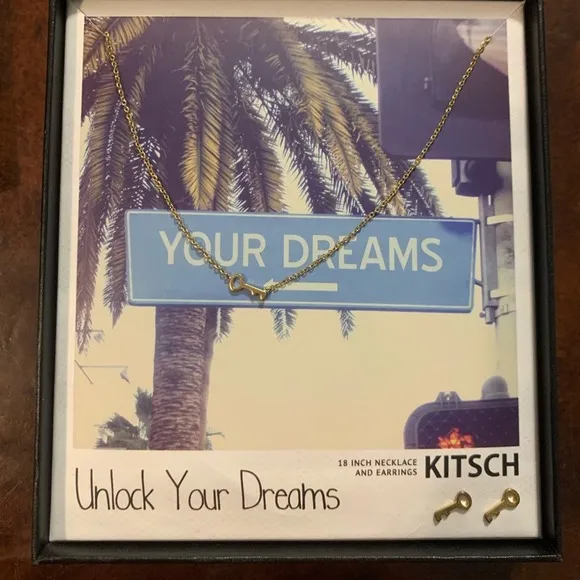 YOUR DREAMS
18 INCH NECKLACE
AND EARRINGS
KITSCH
Unlock Your Dreams